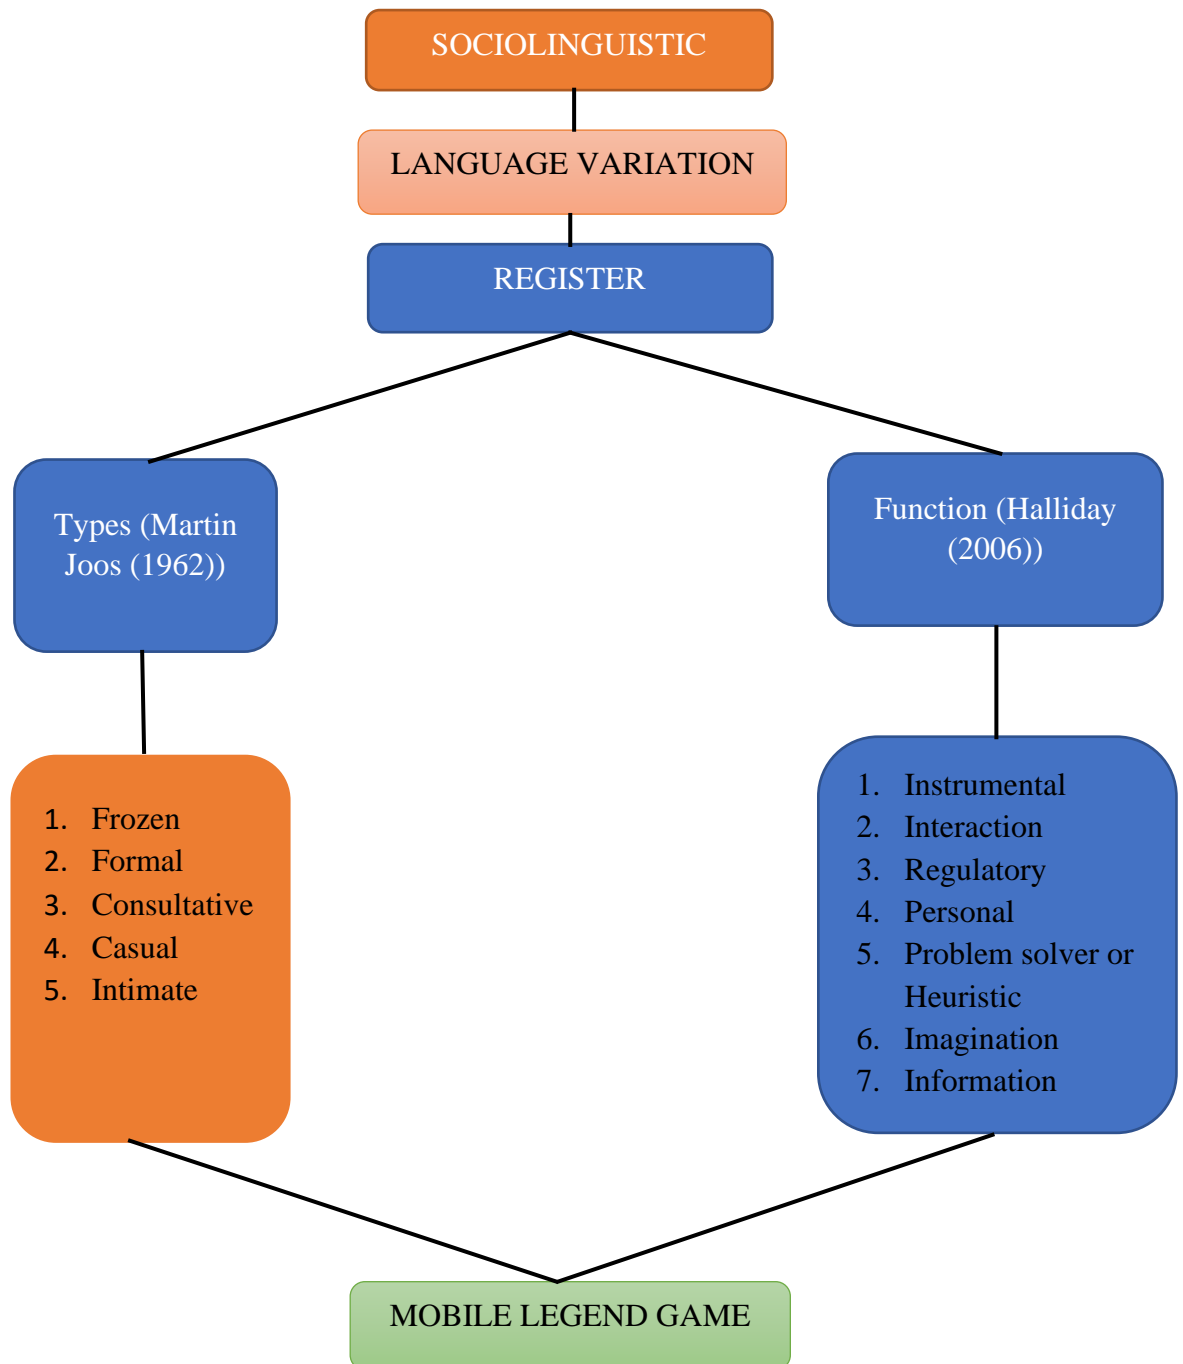 SOCIOLINGUISTIC
LANGUAGE VARIATION
REGISTER
Types (Martin
Joos (1962))
Function (Halliday
(2006))
1. Frozen
2. Formal
3. Consultative
4. Casual
5. Intimate
1. Instrumental
2. Interaction
3. Regulatory
4. Personal
5. Problem solver or
Heuristic
6. Imagination
7. Information
MOBILE LEGEND GAME